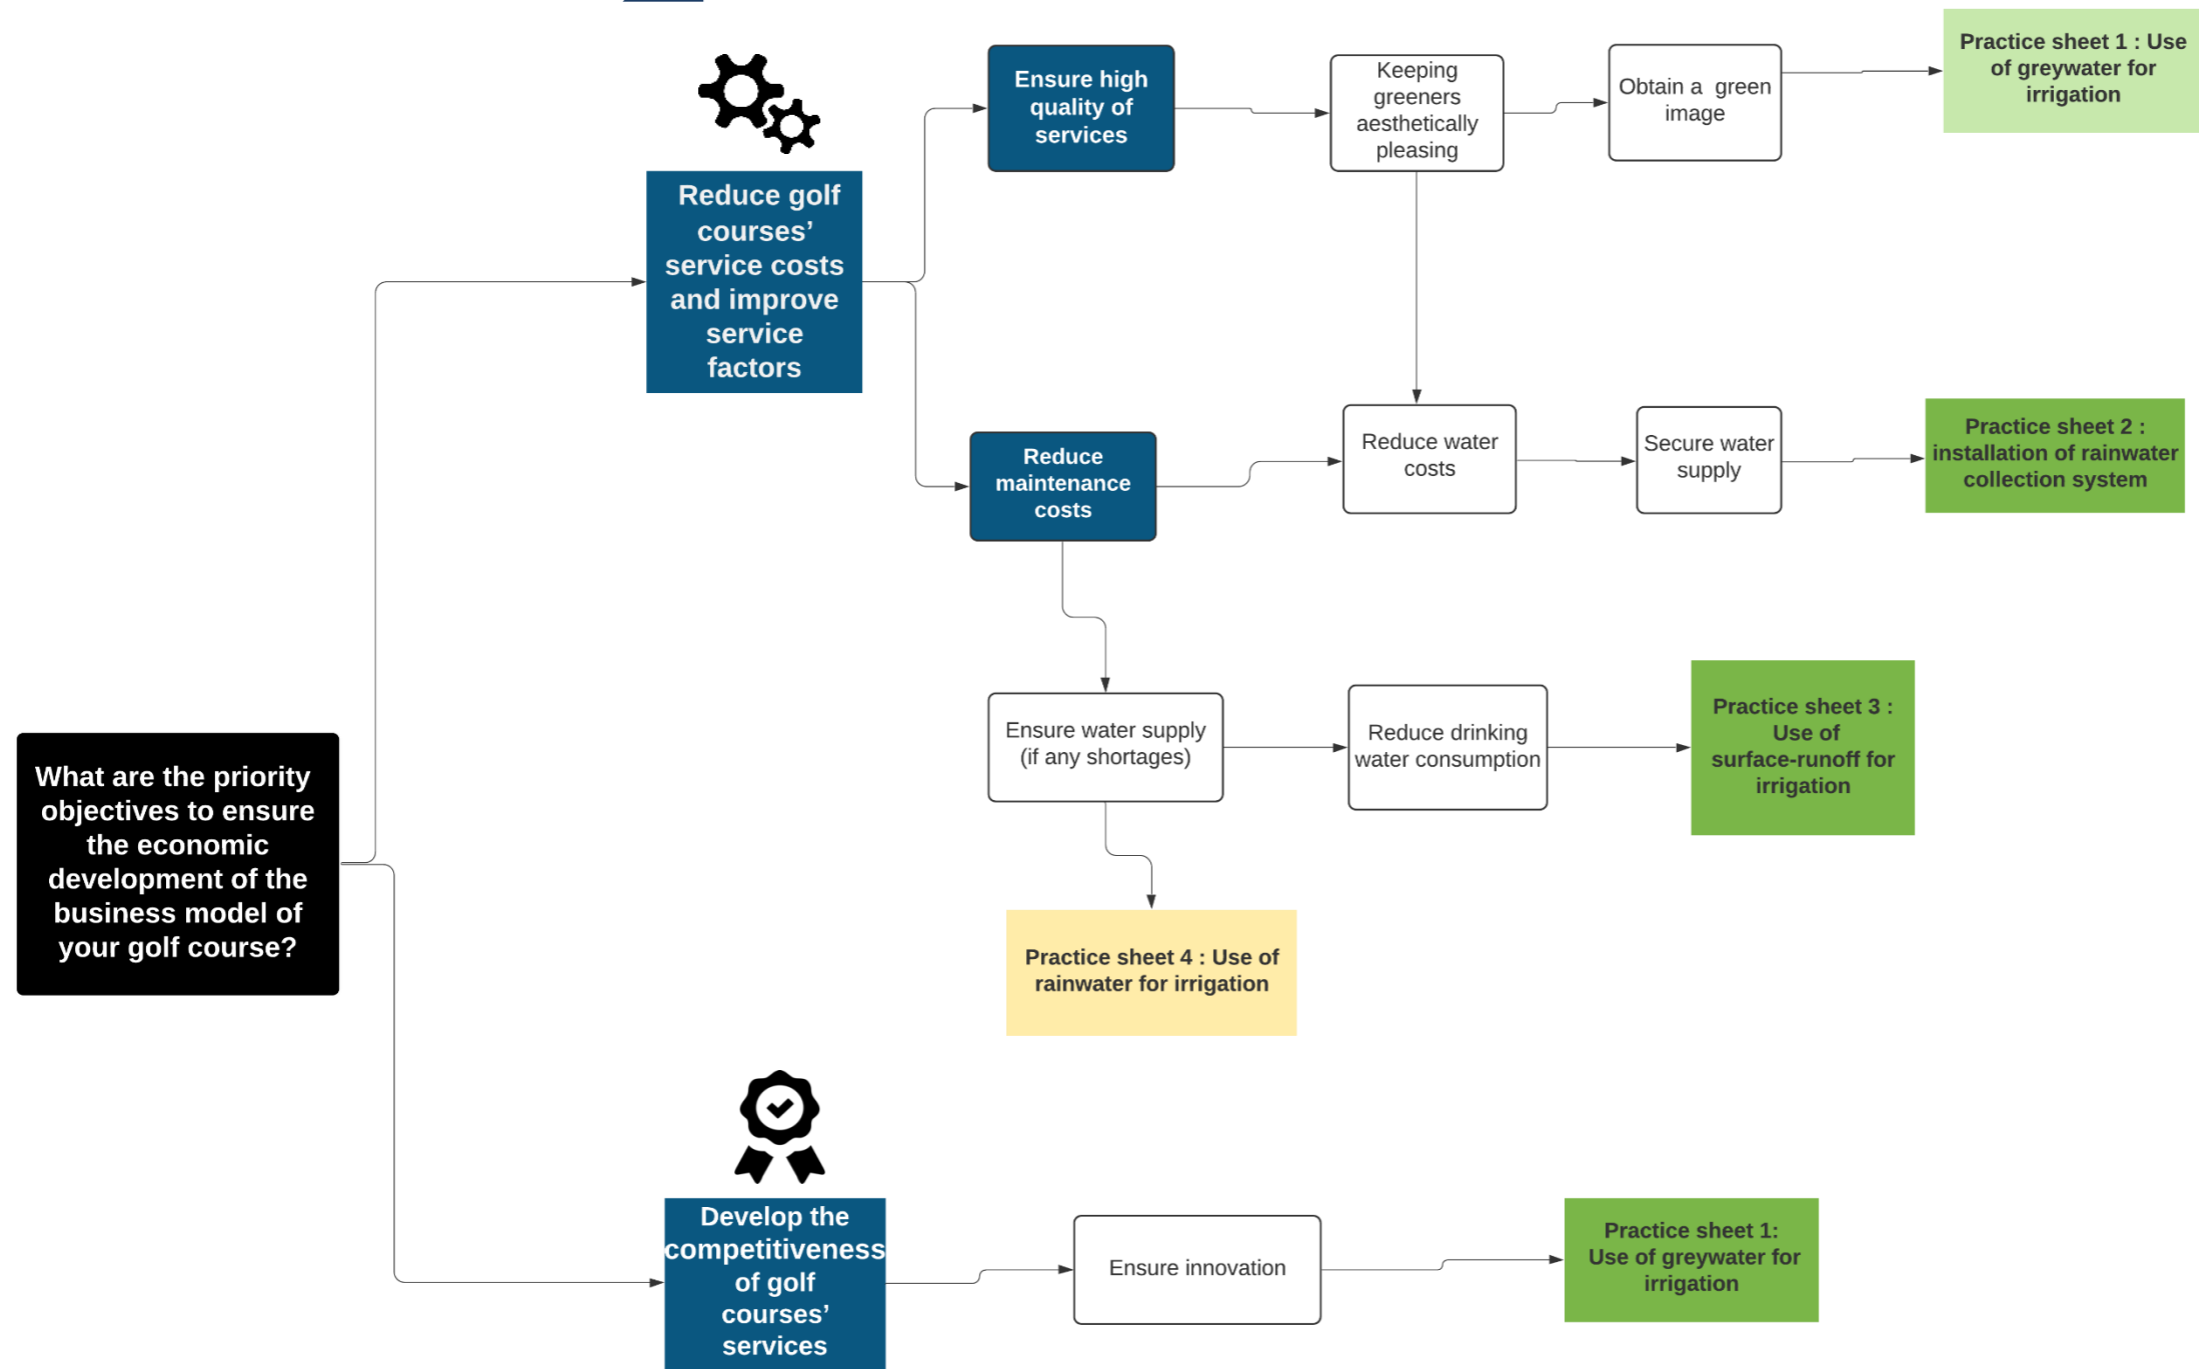 Ensure high
quality of
services
Keeping
greeners
aesthetically
pleasing
Obtain a  green
image
Practice sheet 1 : Use
of greywater for
irrigation
Reduce golf
courses’
service costs
and improve
service
factors
Reduce
maintenance
costs
Reduce water
costs
Secure water
supply
Practice sheet 2 :
installation of rainwater
collection system
Ensure water supply
(if any shortages)
Reduce drinking
water consumption
Practice sheet 3 :
Use of
surface-runoff for
irrigation
What are the priority
objectives to ensure
the economic
development of the
business model of
your golf course?
Practice sheet 4 : Use of
rainwater for irrigation
Develop the
competitiveness
of golf
courses’
services
Ensure innovation
Practice sheet 1:
Use of greywater for
irrigation